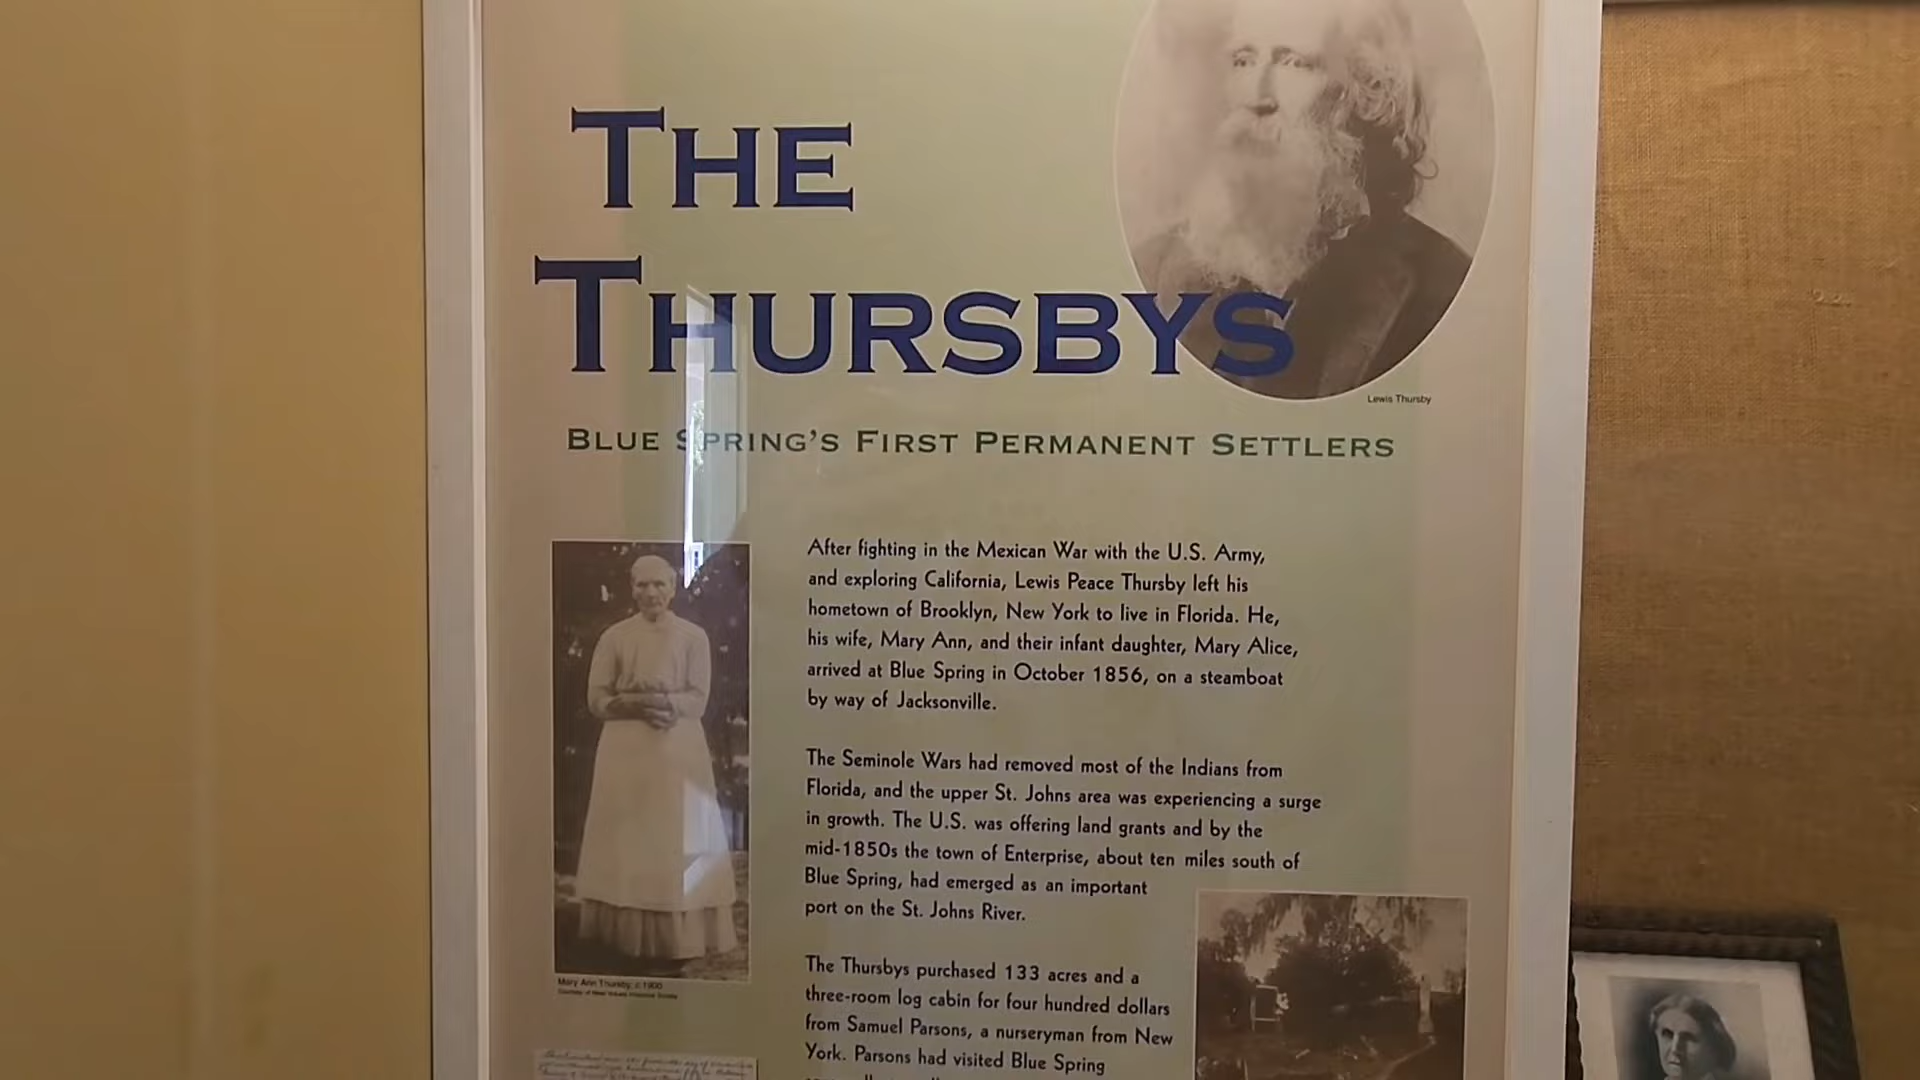 THE
THURSBYS
Lewis Thursby
BLUE SPRING'S FIRST PERMANENT SETTLERS
After fighting in the Mexican War with the U.S. Army,
and exploring California, Lewis Peace Thursby left his
hometown of Brooklyn, New York to live in Florida. He,
his wife, Mary Ann, and their infant daughter, Mary Alice,
arrived at Blue Spring in October 1856, on a steamboat
by way of Jacksonville.
The Seminole Wars had removed most of the Indians from
Florida, and the upper St. Johns area was experiencing a surge
in growth. The U.S. was offering land grants and by the
mid-1850s the town of Enterprise, about ten miles south of
Blue Spring, had emerged as an important
port on the St. Johns River.
Mary Ann Thursby, c.1900
Courtesy of West Volusia Historical Society
The Thursbys purchased 133 acres and a
three-room log cabin for four hundred dollars
from Samuel Parsons, a nurseryman from New
York. Parsons had visited Blue Spring